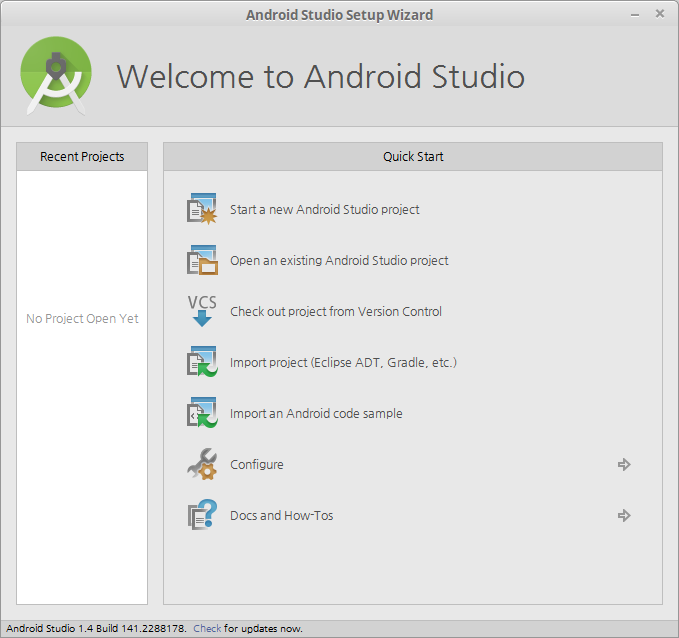 Android Studio Setup Wizard
Welcome to Android Studio
Recent Projects
No Project Open Yet
Quick Start
Start a new Android Studio project
Open an existing Android Studio project
VCS
Check out project from Version Control
Import project (Eclipse ADT, Gradle, etc.)
Import an Android code sample
Configure
Docs and How-Tos
Android Studio 1.4 Build 141.2288178. Check for updates now.